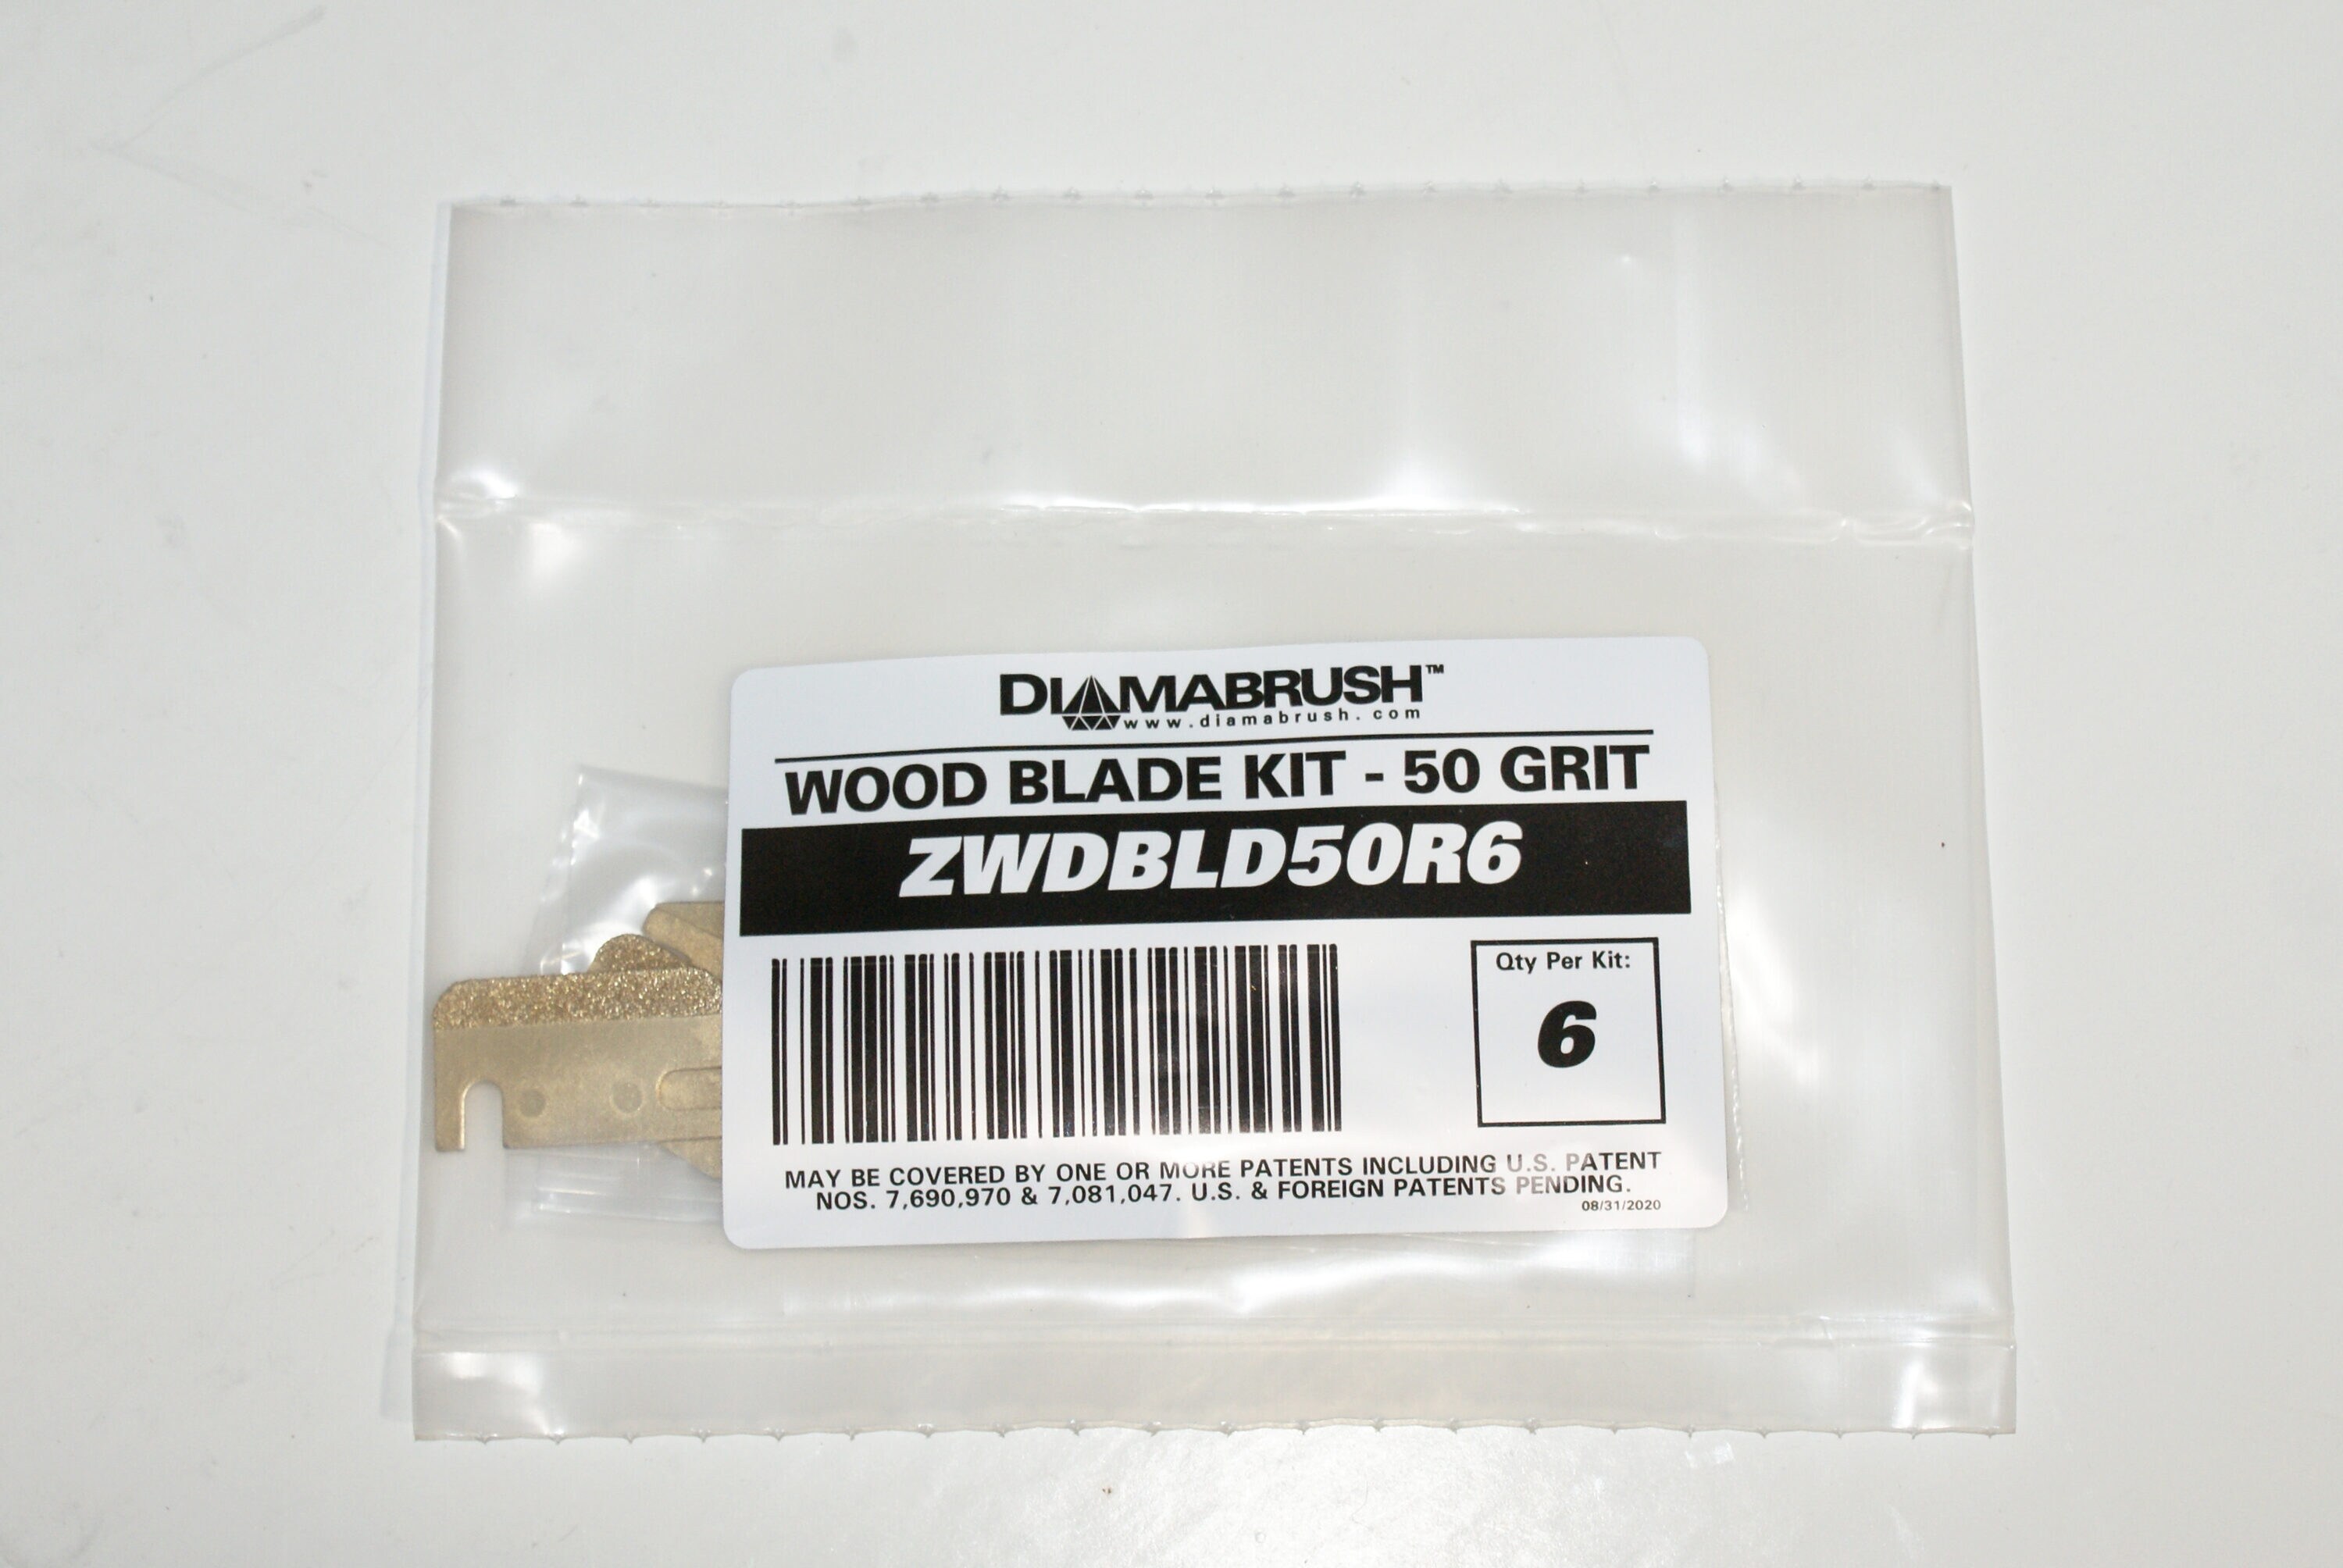 DIAMABRUSH™
www.diamabrush.com
WOOD BLADE KIT - 50 GRIT
ZWDBLD50R6
Qty Per Kit:
6
MAY BE COVERED BY ONE OR MORE PATENTS INCLUDING U.S. PATENT
NOS. 7,690,970 & 7,081,047. U.S. & FOREIGN PATENTS PENDING.
08/31/2020